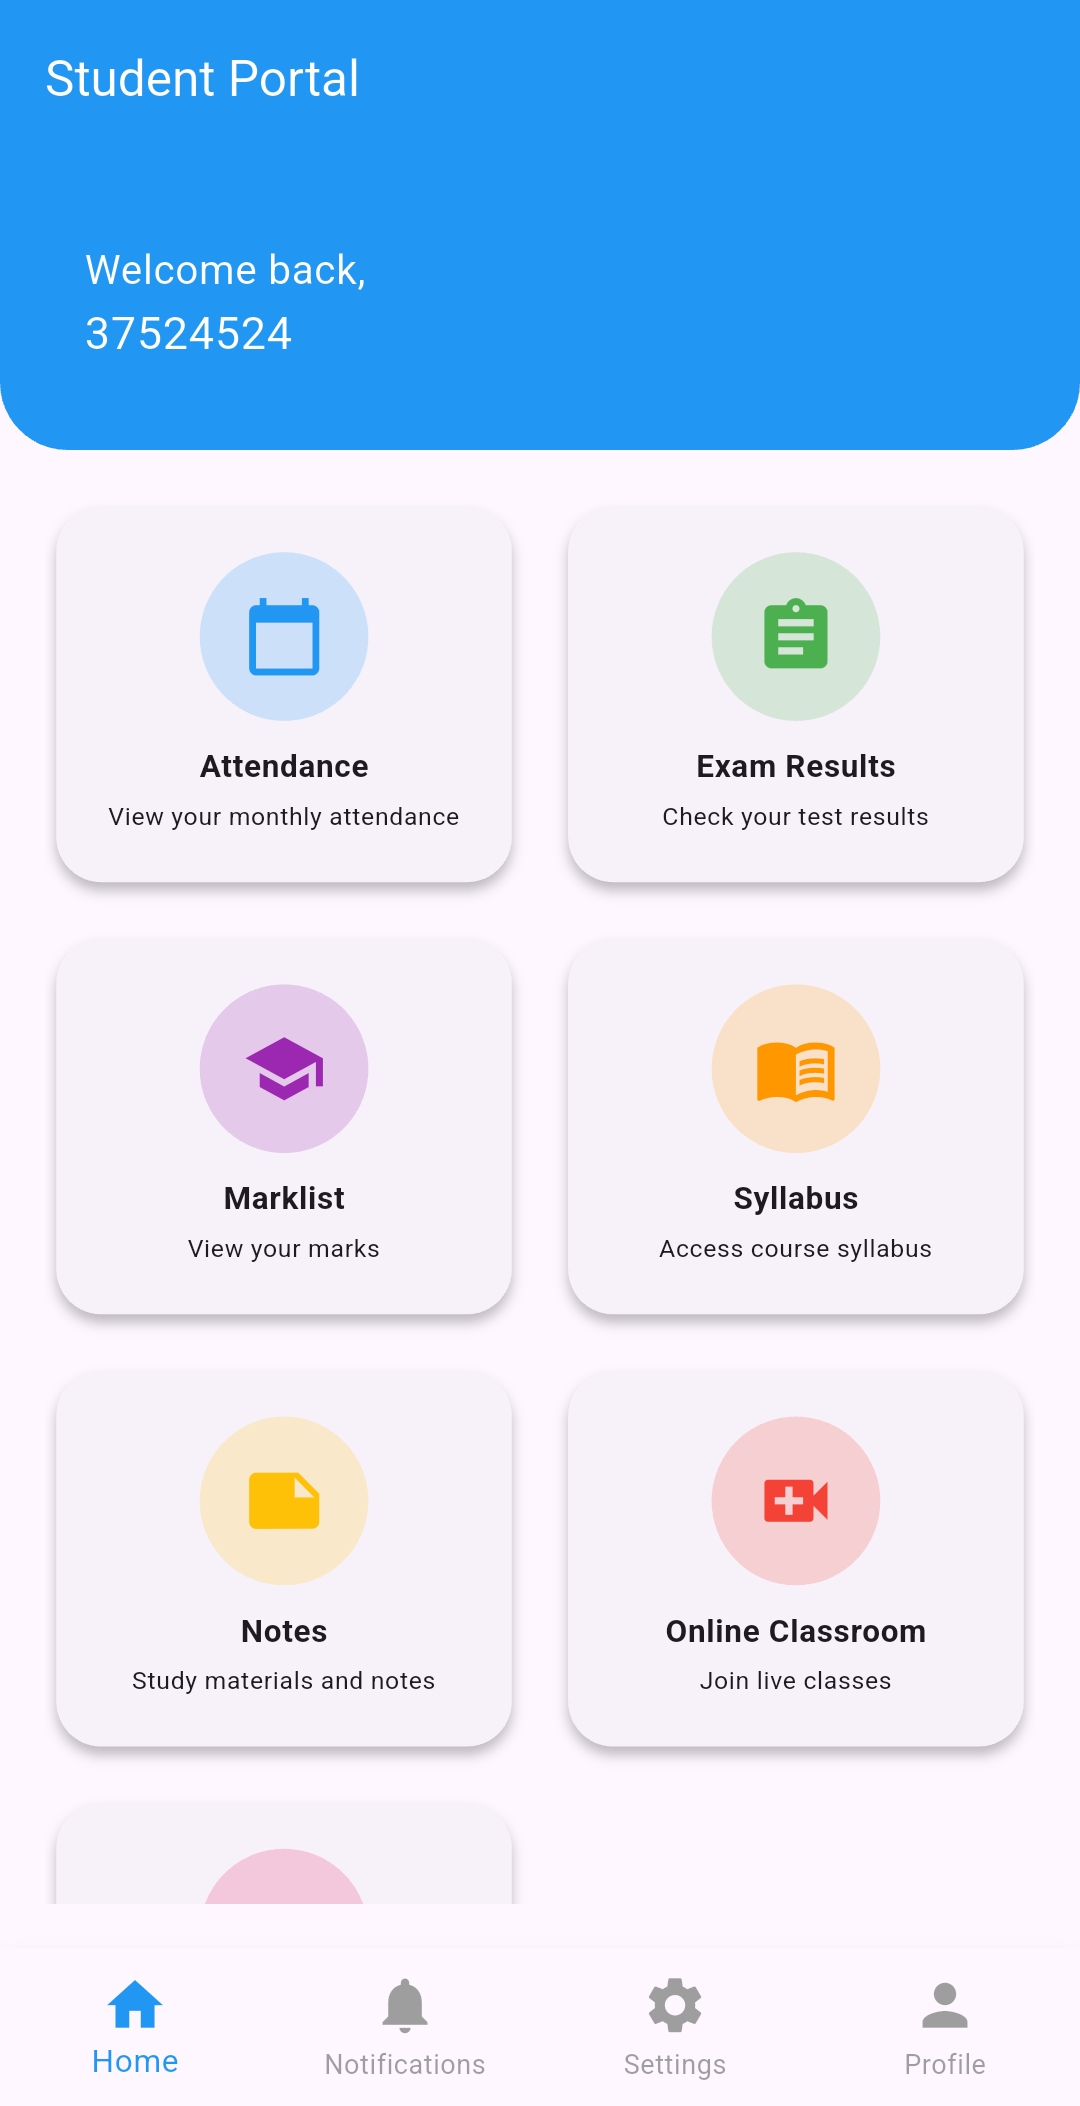 Student Portal
Welcome back,
37524524
Attendance
View your monthly attendance
Exam Results
Check your test results
Marklist
View your marks
Syllabus
Access course syllabus
Notes
Study materials and notes
Online Classroom
Join live classes
Home
Notifications
Settings
Profile